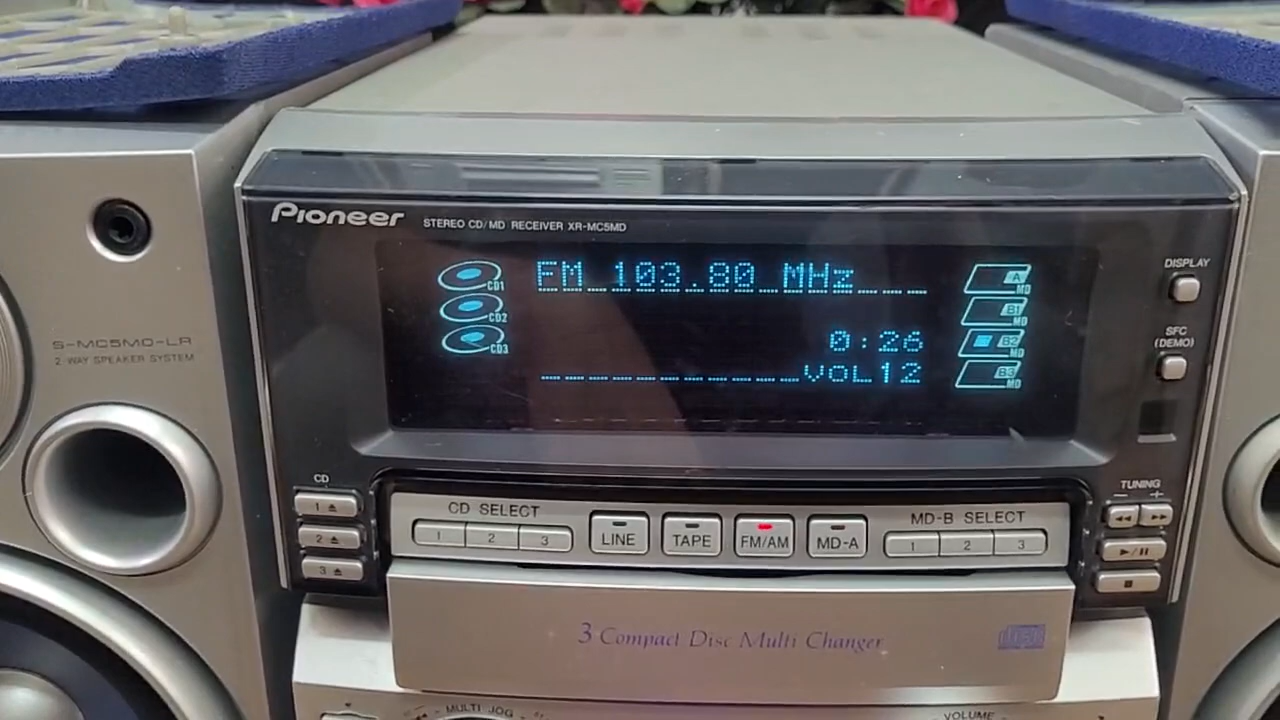 Pioneer STEREO CD/MD RECEIVER XR-MC5MD
S-MC5MD-LR
2-WAY SPEAKER SYSTEM
CD1
CD2
CD3
FM 103.80 MHz
0:26
VOL12
A MD
B1 MD
B2 MD
B3 MD
DISPLAY
SFC
(DEMO)
CD
1
2
3
CD SELECT
1 2 3
LINE TAPE FM/AM MD-A
MD-B SELECT
1 2 3
TUNING
− +
3 Compact Disc Multi Changer
disc
MULTI JOG
VOLUME